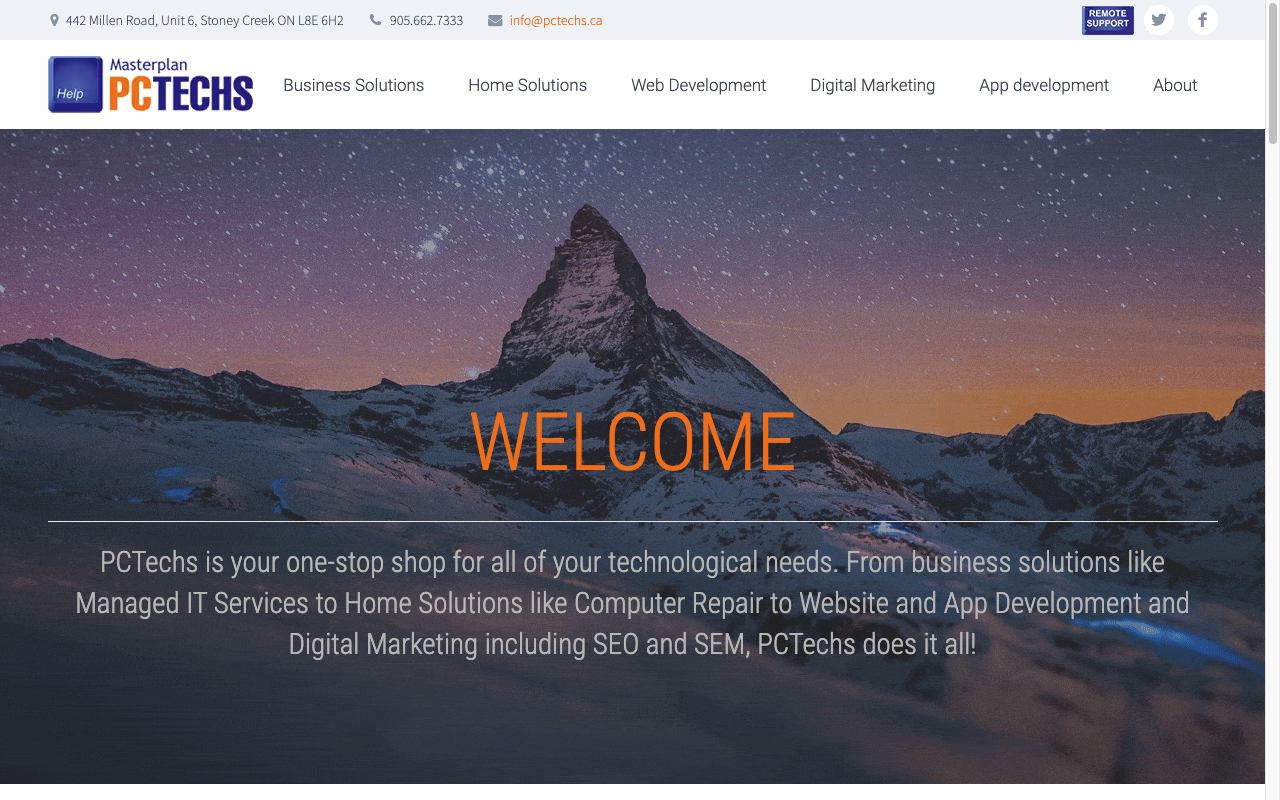 442 Millen Road, Unit 6, Stoney Creek ON L8E 6H2 905.662.7333 info@pctechs.ca REMOTE
SUPPORT
Help Masterplan
PCTECHS
Business Solutions Home Solutions Web Development Digital Marketing App development About
WELCOME
PCTechs is your one-stop shop for all of your technological needs. From business solutions like
Managed IT Services to Home Solutions like Computer Repair to Website and App Development and
Digital Marketing including SEO and SEM, PCTechs does it all!